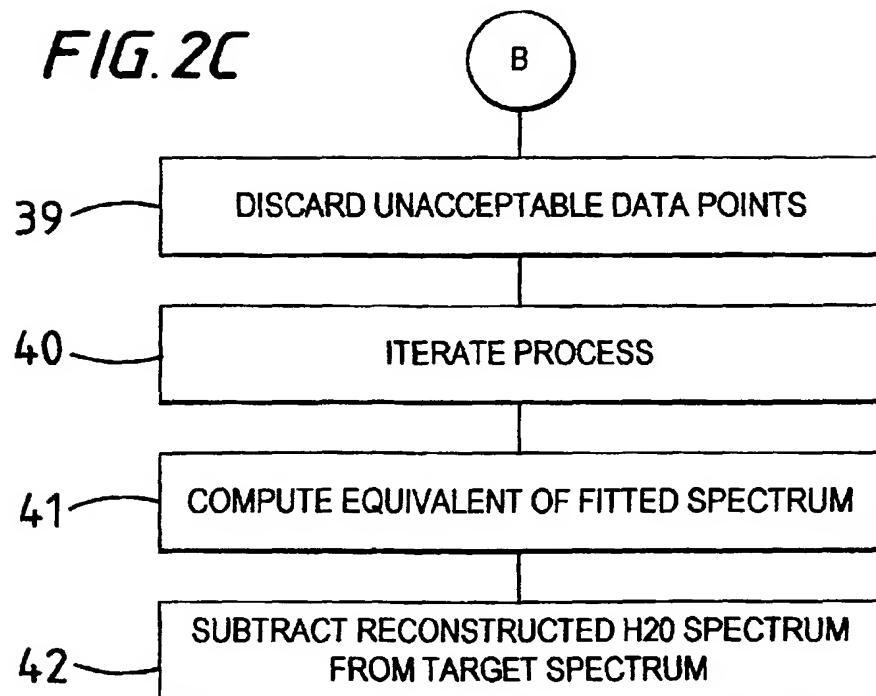 FIG. 2C
B
39
DISCARD UNACCEPTABLE DATA POINTS
40
ITERATE PROCESS
41
COMPUTE EQUIVALENT OF FITTED SPECTRUM
42
SUBTRACT RECONSTRUCTED H20 SPECTRUM
FROM TARGET SPECTRUM